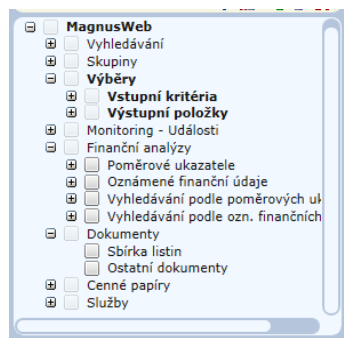 MagnusWeb
Vyhledávání
Skupiny
Výběry
Vstupní kritéria
Výstupní položky
Monitoring - Události
Finanční analýzy
Poměrové ukazatele
Oznámené finanční údaje
Vyhledávání podle poměrových
Vyhledávání podle ozn. finančních
Dokumenty
Sbírka listin
Ostatní dokumenty
Cenné papíry
Služby